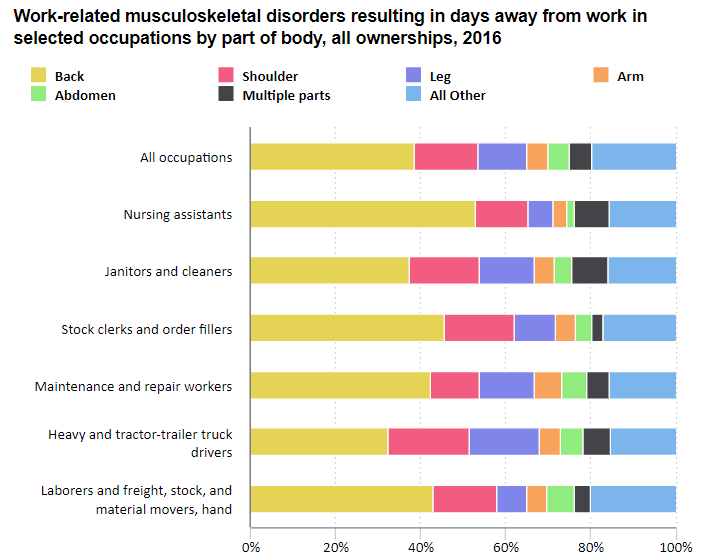 Work-related musculoskeletal disorders resulting in days away from work in
selected occupations by part of body, all ownerships, 2016
Back
Shoulder
Leg
Arm
Abdomen
Multiple parts
All Other
All occupations
Nursing assistants
Janitors and cleaners
Stock clerks and order fillers
Maintenance and repair workers
Heavy and tractor-trailer truck
drivers
Laborers and freight, stock, and
material movers, hand
0%
20%
40%
60%
80%
100%